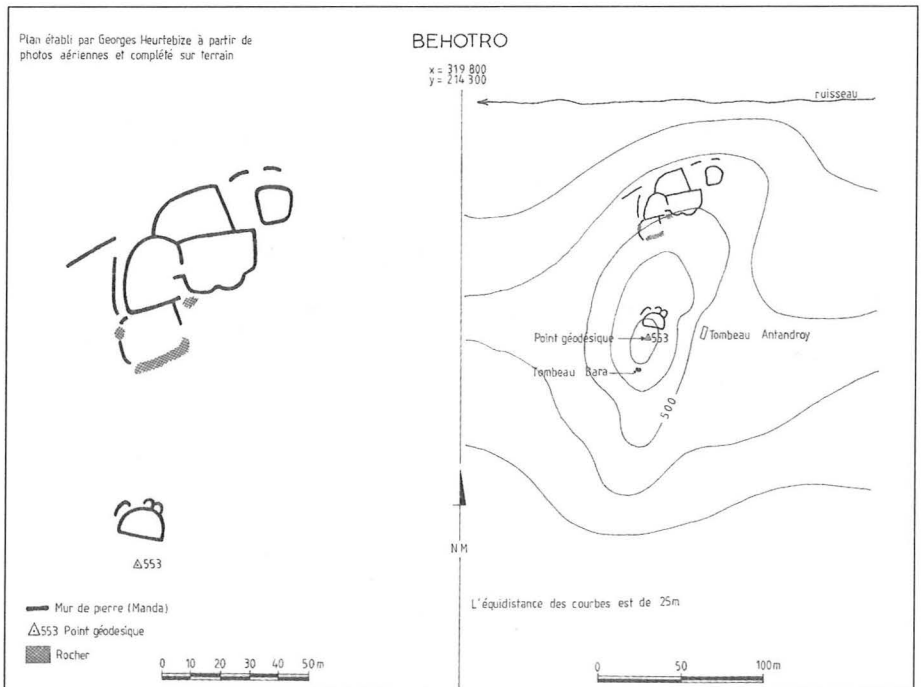 Plan établi par Georges Heurtebize à partir de
photos aériennes et complété sur terrain
BEHOTRO
x = 319 800
y = 214 300
ruisseau
Point géodésique
553
Tombeau Antandroy
Tombeau Bara
500
553
NM
Mur de pierre (Manda)
553 Point géodesique
Rocher
0 10 20 30 40 50m
L'équidistance des courbes est de 25m
0 50 100m